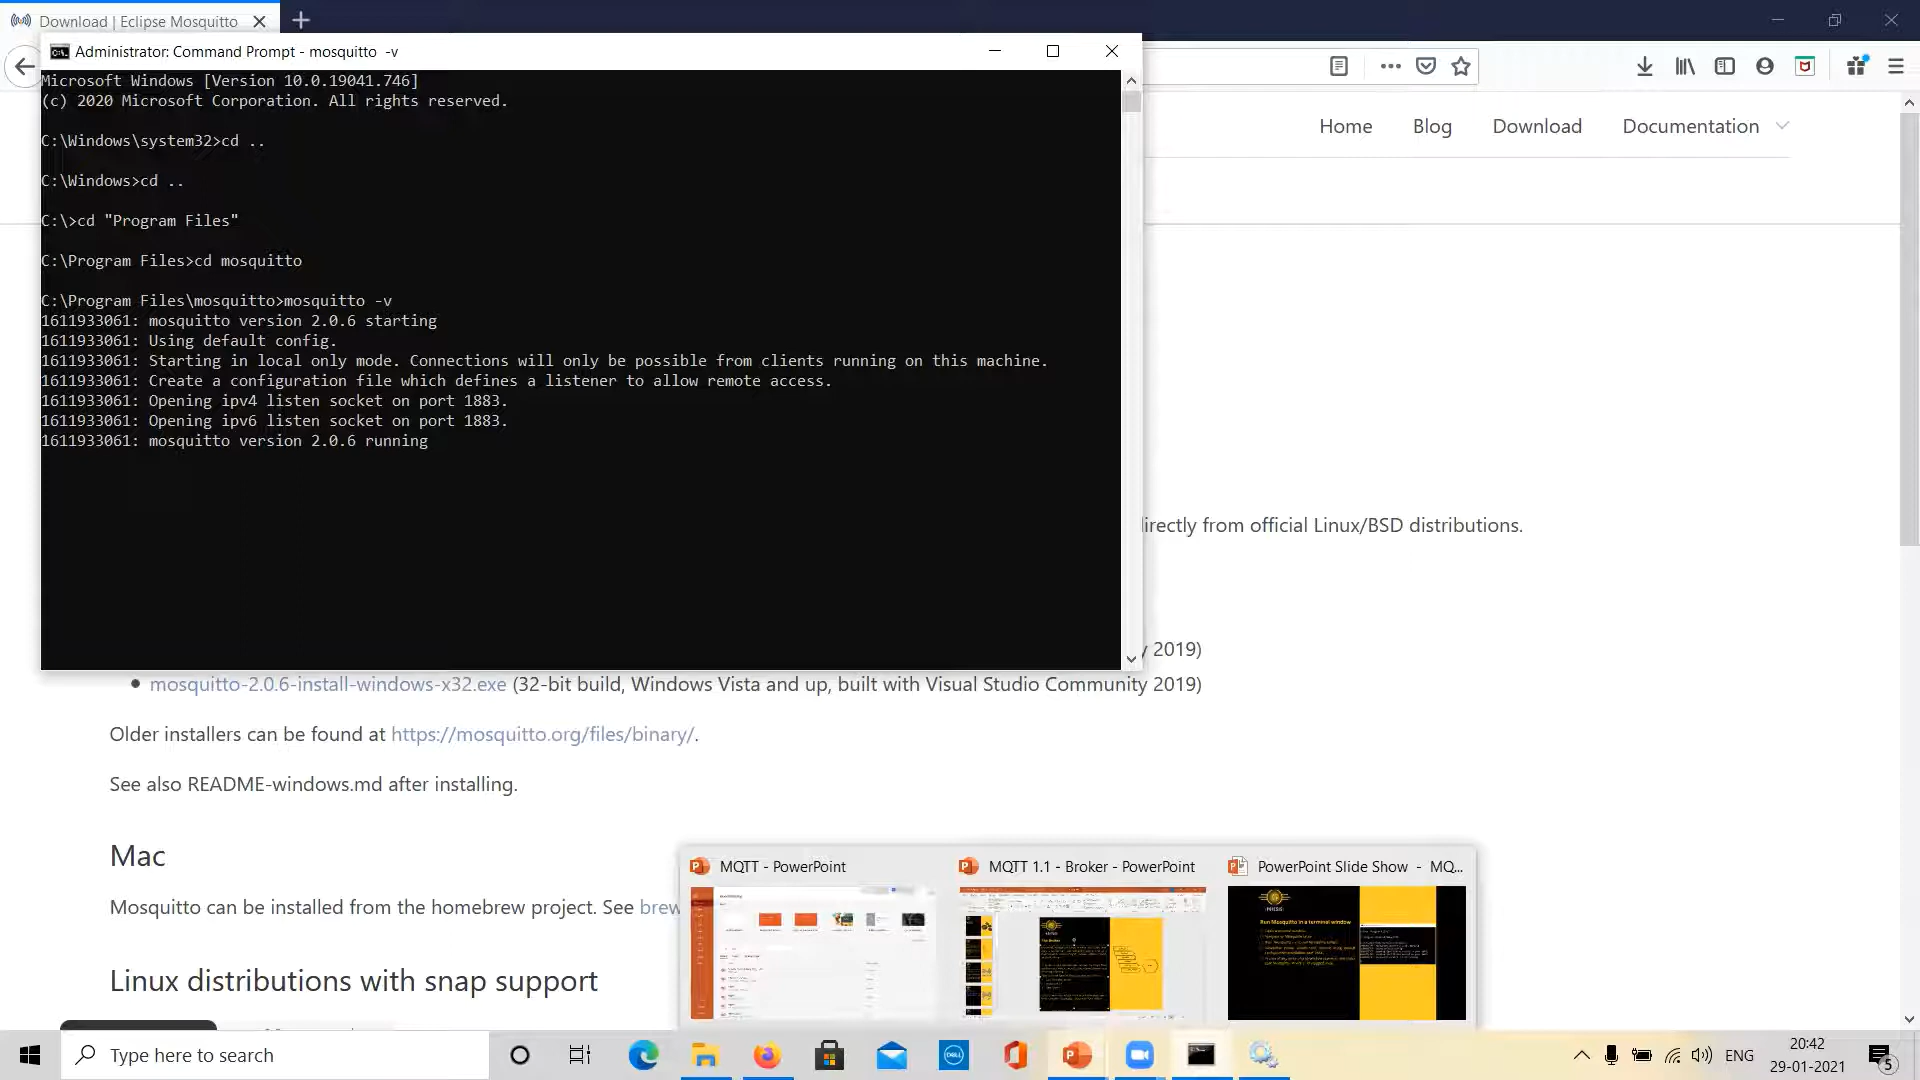 Download | Eclipse Mosquitto
Administrator: Command Prompt - mosquitto -v
Microsoft Windows [Version 10.0.19041.746]
(c) 2020 Microsoft Corporation. All rights reserved.
C:\Windows\system32>cd ..
C:\Windows>cd ..
C:\>cd "Program Files"
C:\Program Files>cd mosquitto
C:\Program Files\mosquitto>mosquitto -v
1611933061: mosquitto version 2.0.6 starting
1611933061: Using default config.
1611933061: Starting in local only mode. Connections will only be possible from clients running on this machine.
1611933061: Create a configuration file which defines a listener to allow remote access.
1611933061: Opening ipv4 listen socket on port 1883.
1611933061: Opening ipv6 listen socket on port 1883.
1611933061: mosquitto version 2.0.6 running
Home Blog Download Documentation
irectly from official Linux/BSD distributions.
2019)
mosquitto-2.0.6-install-windows-x32.exe (32-bit build, Windows Vista and up, built with Visual Studio Community 2019)
Older installers can be found at https://mosquitto.org/files/binary/.
See also README-windows.md after installing.
Mac
Mosquitto can be installed from the homebrew project. See brew
Linux distributions with snap support
MQTT - PowerPoint
MQTT 1.1 - Broker - PowerPoint
PowerPoint Slide Show - MQ...
Run Mosquitto in a terminal window
Type here to search
DELL
ENG
20:42
29-01-2021
5